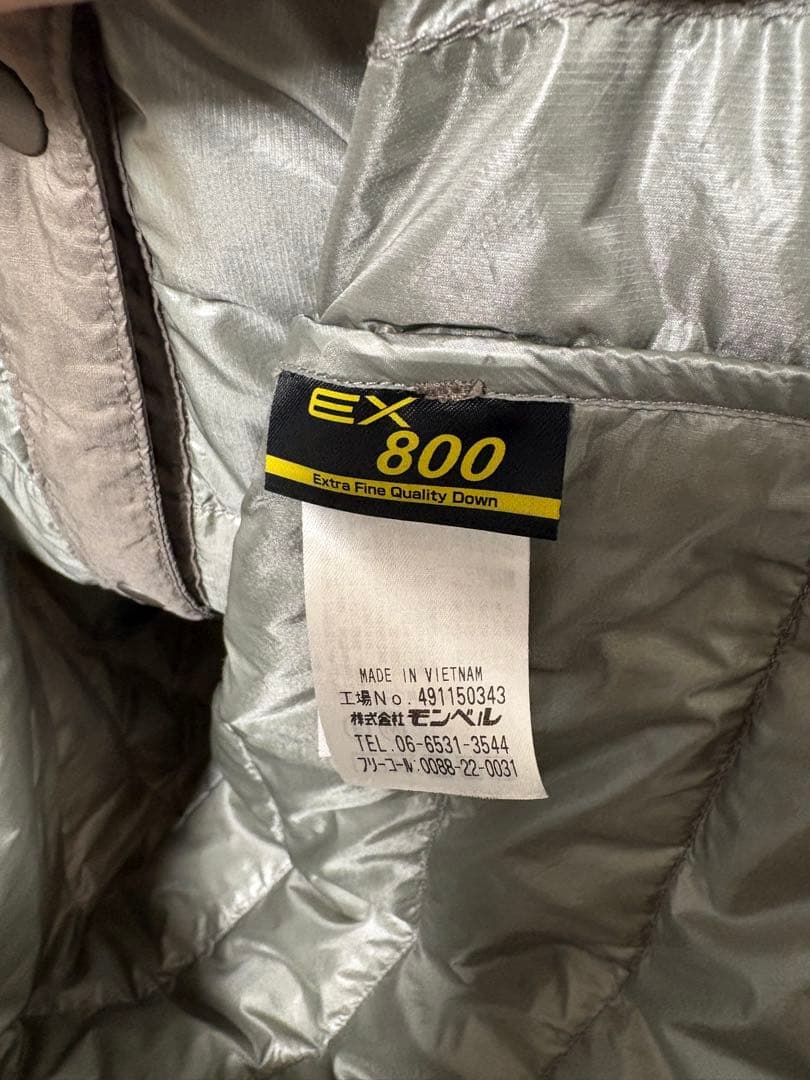 EX
800
Extra Fine Quality Down
MADE IN VIETNAM
工場No. 491150343
株式会社 モンベル
TEL.06-6531-3544
フリーコール:0088-22-0031